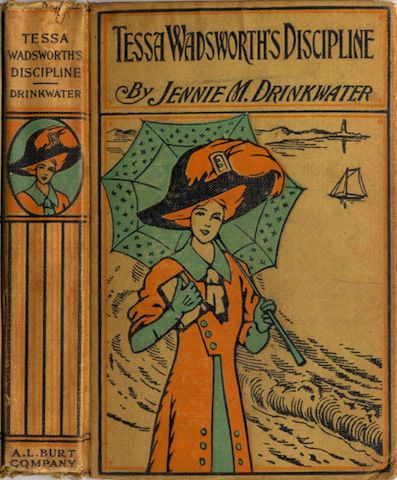 TESSA
WADSWORTH'S
DISCIPLINE
DRINKWATER
A.L. BURT
COMPANY
TESSA WADSWORTH'S DISCIPLINE
By JENNIE M. DRINKWATER